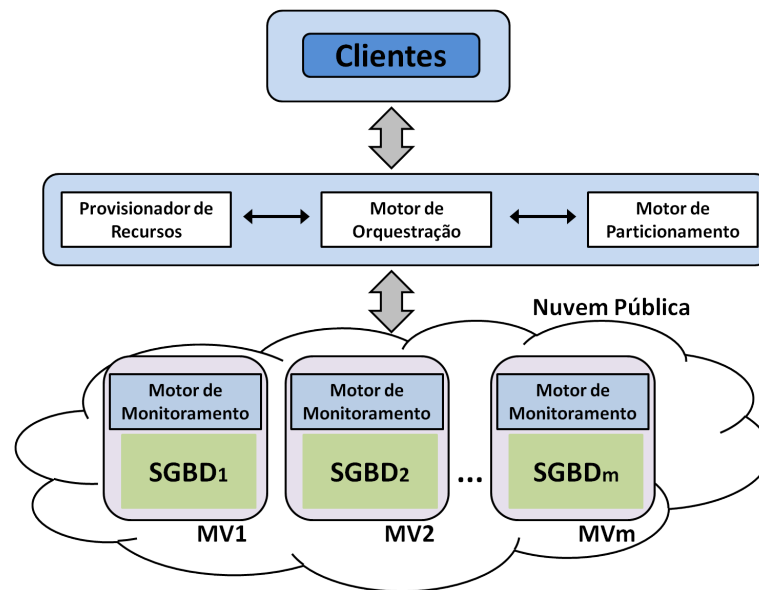 Clientes
Provisionador de
Recursos
Motor de
Orquestração
Motor de
Particionamento
Nuvem Pública
Motor de
Monitoramento
SGBD1
MV1
Motor de
Monitoramento
SGBD2
MV2
...
Motor de
Monitoramento
SGBDm
MVm